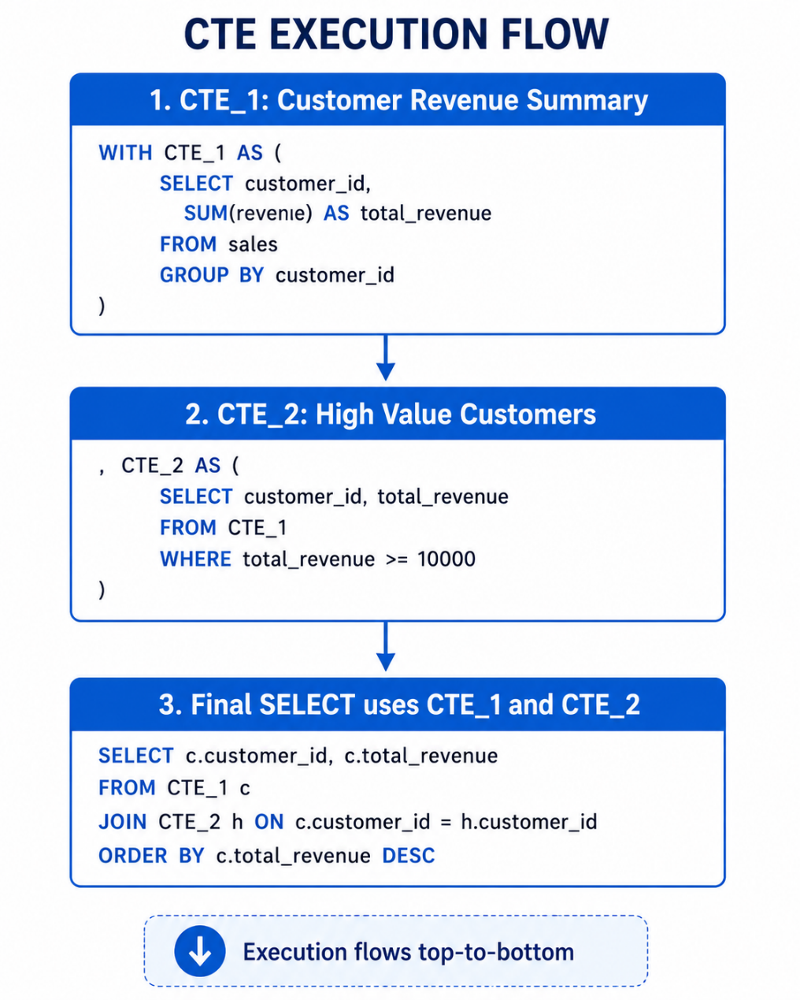 CTE EXECUTION FLOW
1. CTE_1: Customer Revenue Summary
WITH CTE_1 AS (
SELECT customer_id,
SUM(revenıe) AS total_revenue
FROM sales
GROUP BY customer_id
)
2. CTE_2: High Value Customers
, CTE_2 AS (
SELECT customer_id, total_revenue
FROM CTE_1
WHERE total_revenue >= 10000
)
3. Final SELECT uses CTE_1 and CTE_2
SELECT c.customer_id, c.total_revenue
FROM CTE_1 c
JOIN CTE_2 h ON c.customer_id = h.customer_id
ORDER BY c.total_revenue DESC
Execution flows top-to-bottom